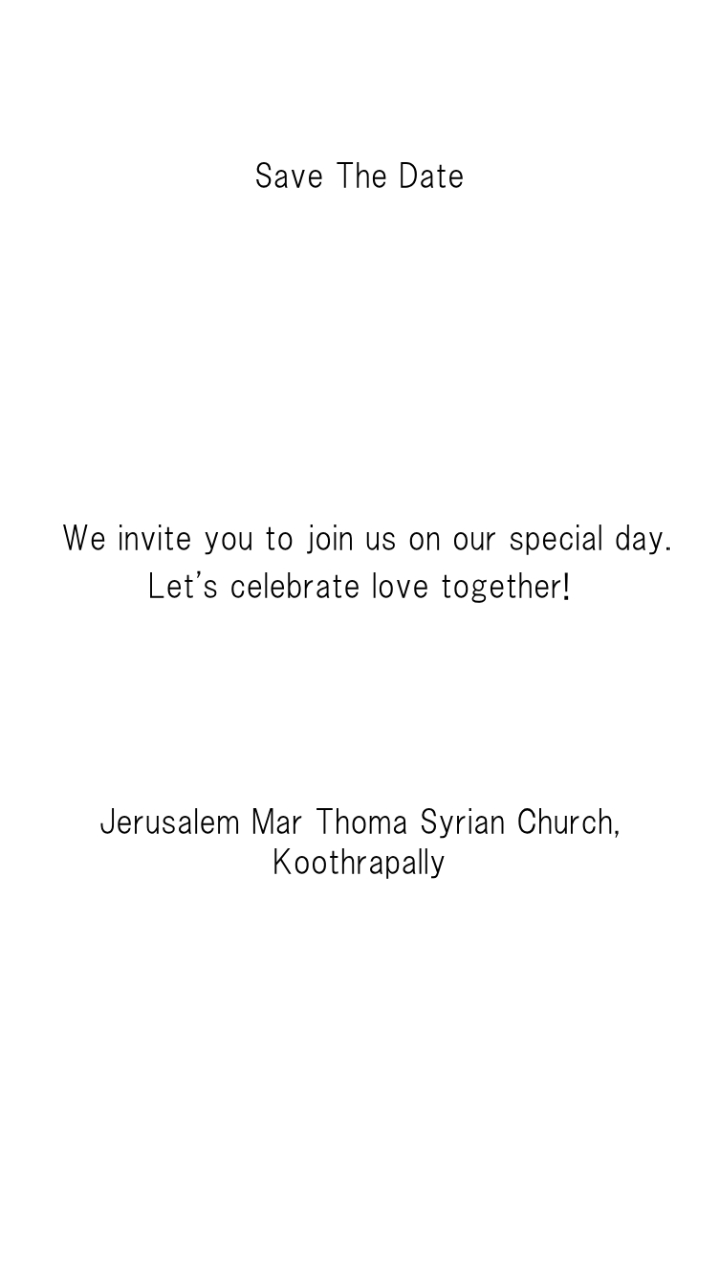 Save The Date
We invite you to join us on our special day.
Let's celebrate love together!
Jerusalem Mar Thoma Syrian Church,
Koothrapally